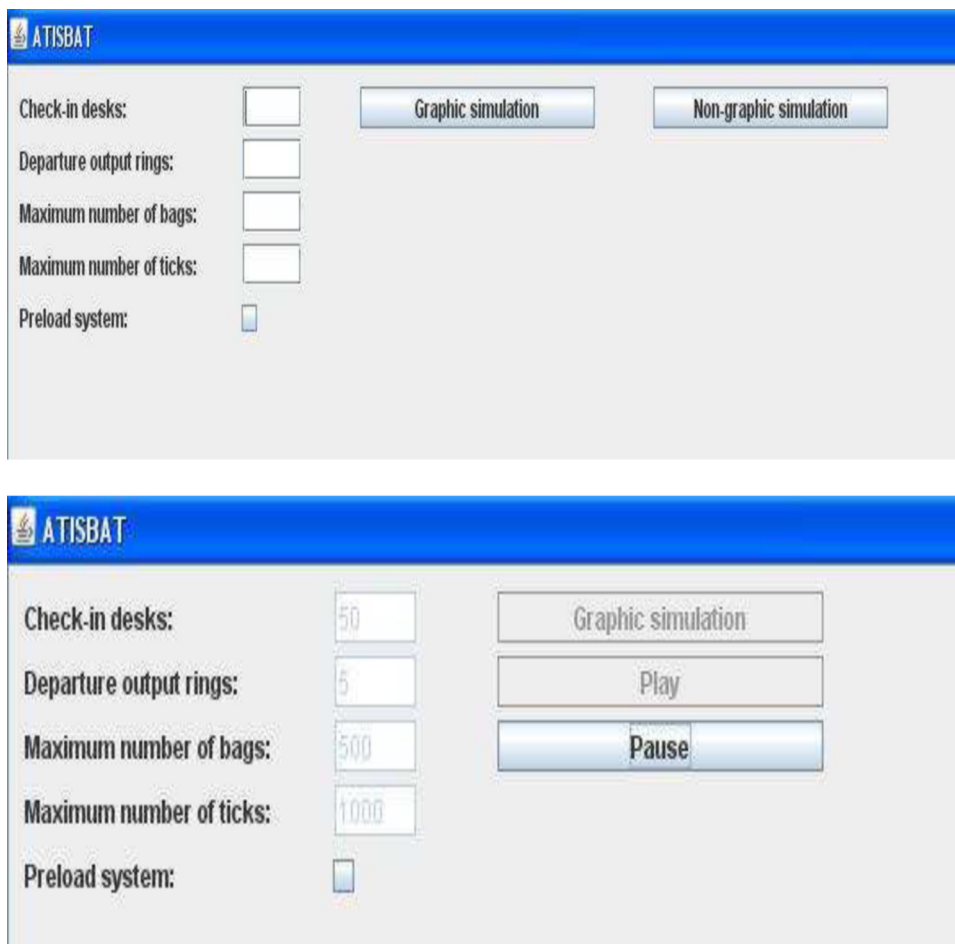 ATISBAT
Check-in desks: Graphic simulation Non-graphic simulation
Departure output rings:
Maximum number of bags:
Maximum number of ticks:
Preload system:
ATISBAT
Check-in desks: 50 Graphic simulation
Departure output rings: 5 Play
Maximum number of bags: 500 Pause
Maximum number of ticks: 1000
Preload system: